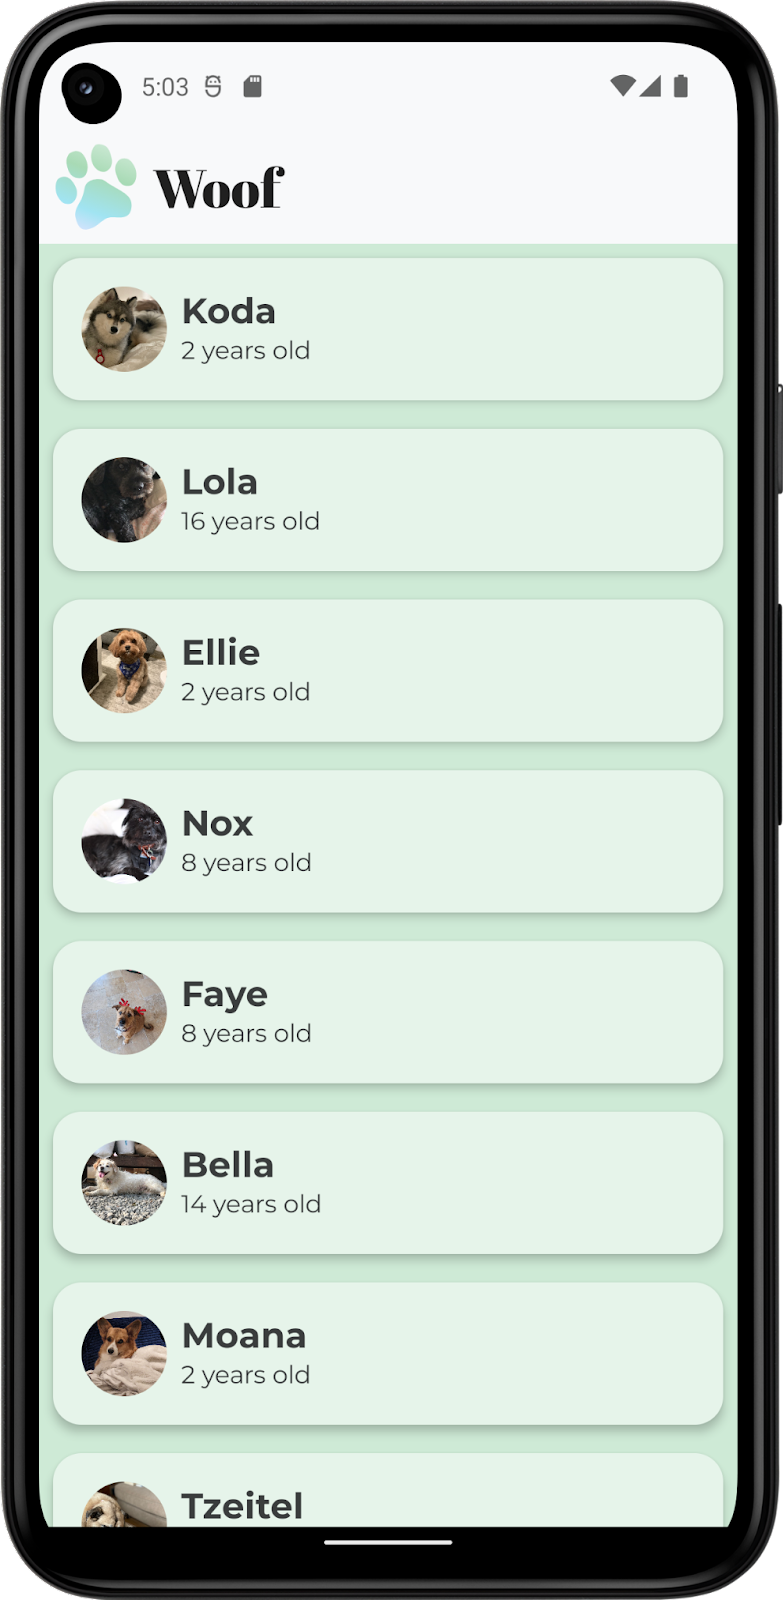 5:03
Woof
Koda
2 years old
Lola
16 years old
Ellie
2 years old
Nox
8 years old
Faye
8 years old
Bella
14 years old
Moana
2 years old
Tzeitel